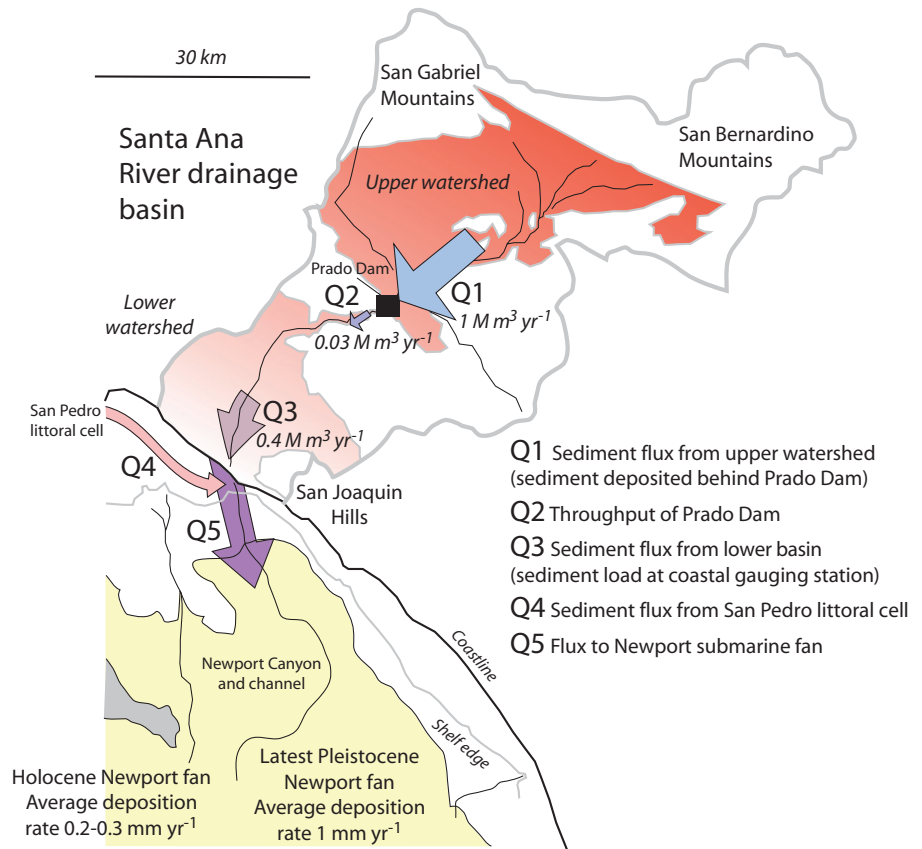 30 km
San Gabriel
Mountains
San Bernardino
Mountains
Santa Ana
River drainage
basin
Upper watershed
Prado Dam
Q2
Q1
1 M m³ yr⁻¹
0.03 M m³ yr⁻¹
Lower
watershed
San Pedro
littoral cell
Q3
0.4 M m³ yr⁻¹
Q4
San Joaquin
Hills
Q5
Q1 Sediment flux from upper watershed
(sediment deposited behind Prado Dam)
Q2 Throughput of Prado Dam
Q3 Sediment flux from lower basin
(sediment load at coastal gauging station)
Q4 Sediment flux from San Pedro littoral cell
Q5 Flux to Newport submarine fan
Newport Canyon
and channel
Coastline
Shelf edge
Holocene Newport fan
Average deposition
rate 0.2-0.3 mm yr⁻¹
Latest Pleistocene
Newport fan
Average deposition
rate 1 mm yr⁻¹